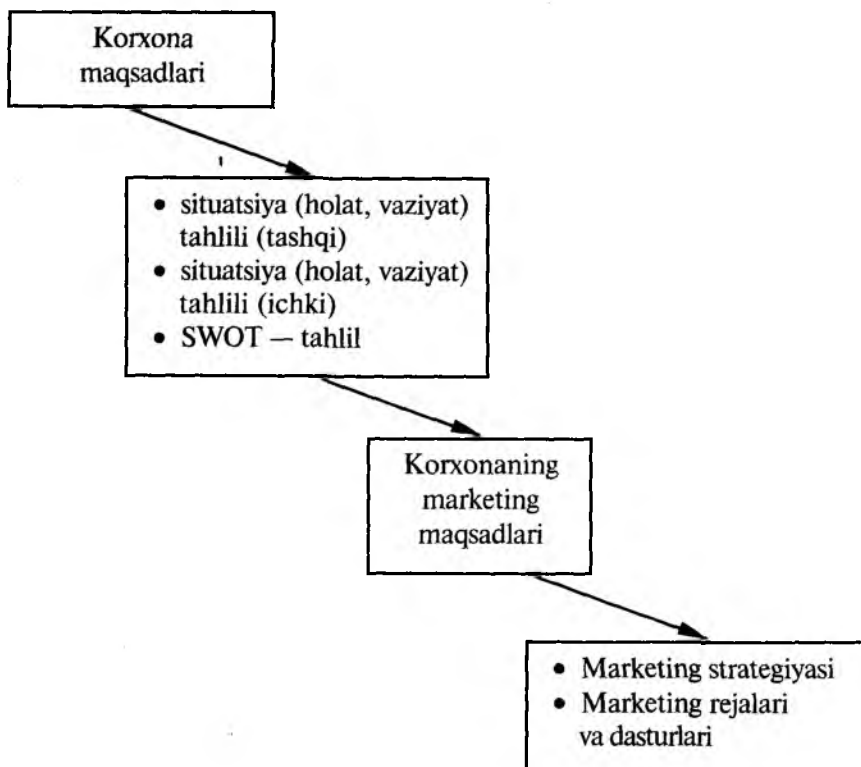 Korxona
maqsadlari
• situatsiya (holat, vaziyat)
tahlili (tashqi)
• situatsiya (holat, vaziyat)
tahlili (ichki)
• SWOT — tahlil
Korxonaning
marketing
maqsadlari
• Marketing strategiyasi
• Marketing rejalari
va dasturlari